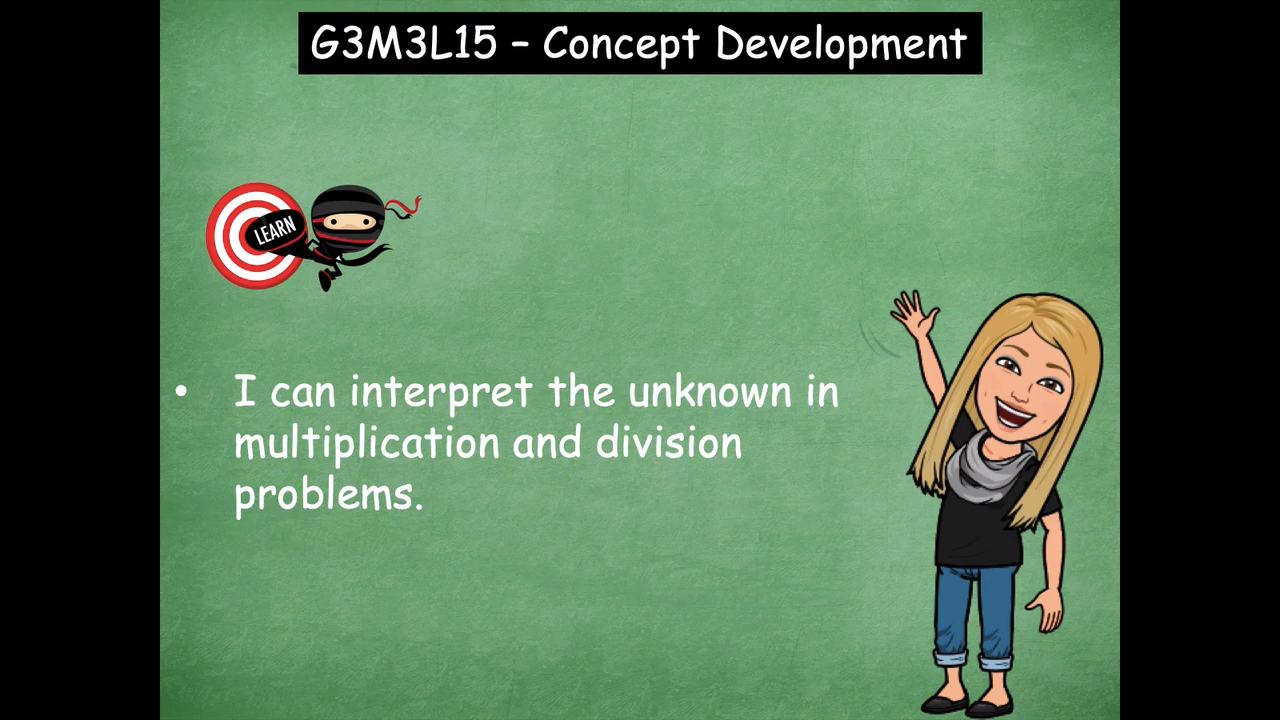 G3M3L15 – Concept Development
LEARN
• I can interpret the unknown in
multiplication and division
problems.